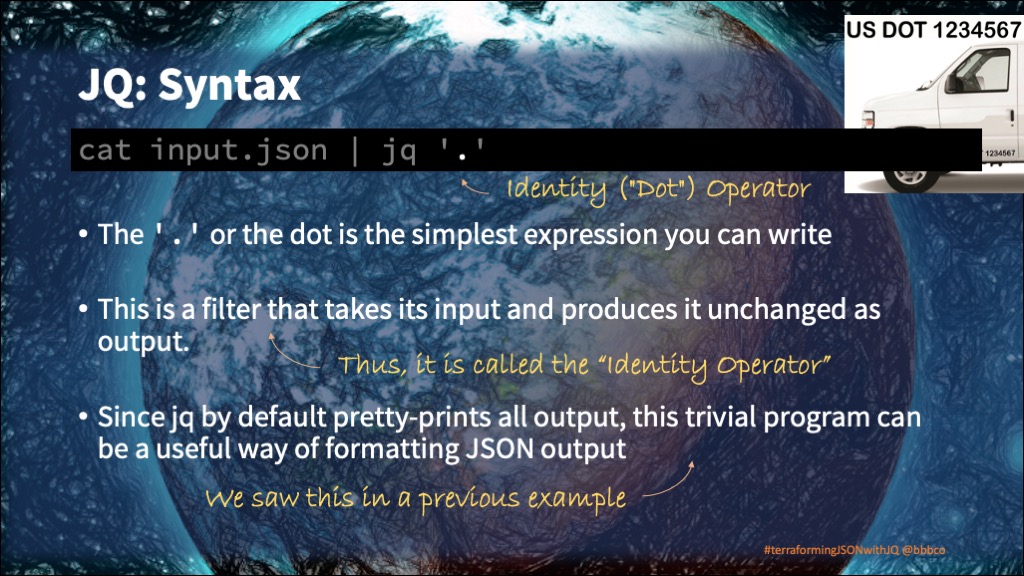 US DOT 1234567
JQ: Syntax
cat input.json | jq '.'
1234567
Identity ("Dot") Operator
• The '.' or the dot is the simplest expression you can write
• This is a filter that takes its input and produces it unchanged as
output.
Thus, it is called the “Identity Operator”
• Since jq by default pretty-prints all output, this trivial program can
be a useful way of formatting JSON output
We saw this in a previous example
#terraformingJSONwithJQ @bbbco